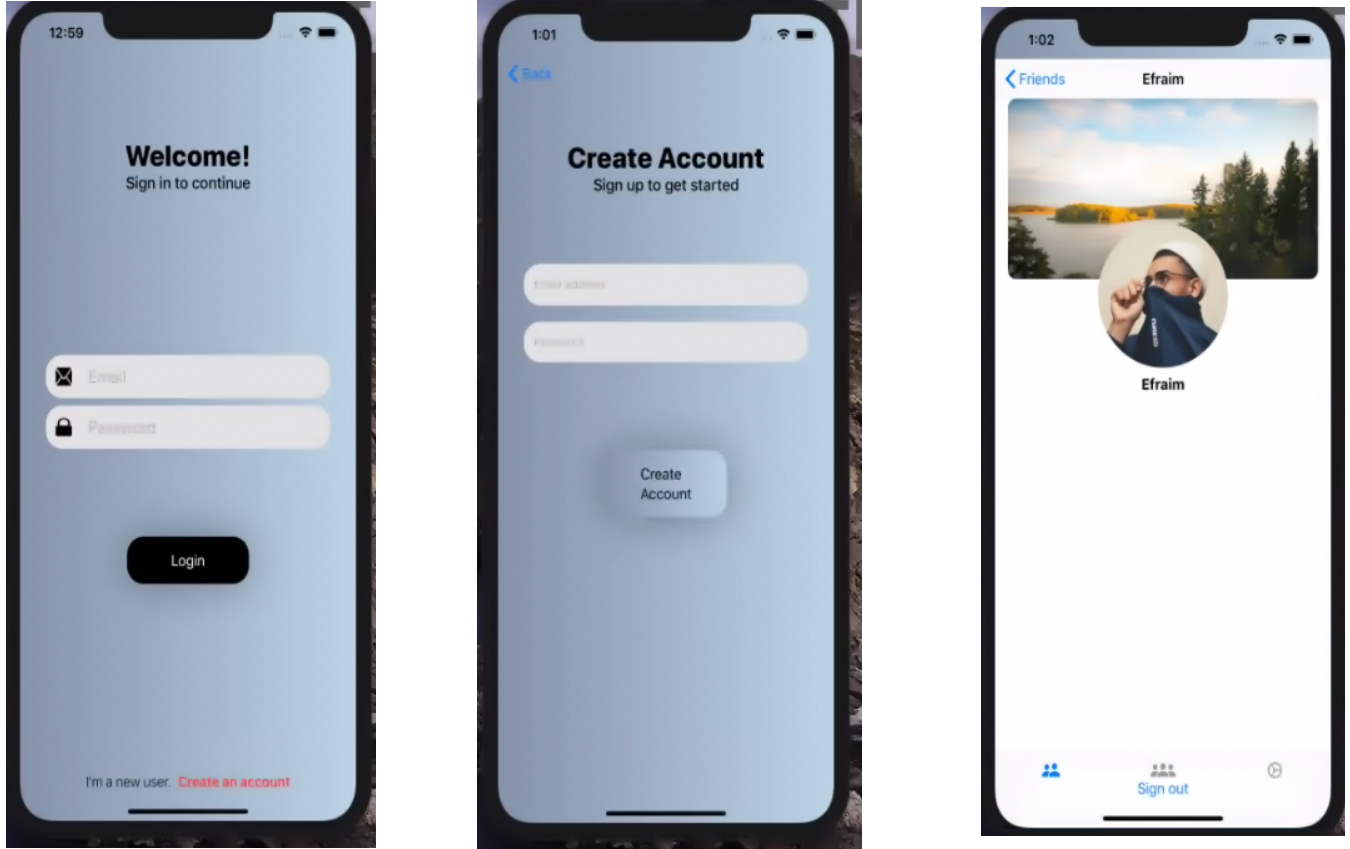 12:59
Welcome!
Sign in to continue
Email
Password
Login
I'm a new user. Create an account
1:01
Back
Create Account
Sign up to get started
Email address
Password
Create
Account
1:02
Friends
Efraim
Efraim
Sign out